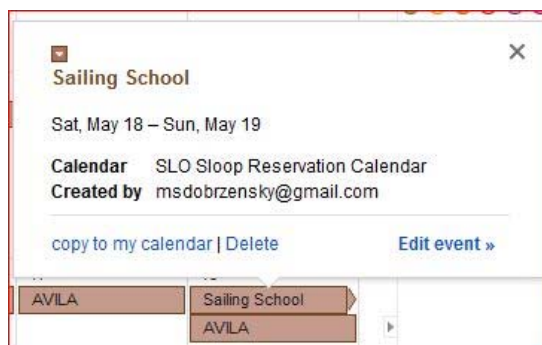 Sailing School
Sat, May 18 – Sun, May 19
Calendar SLO Sloop Reservation Calendar
Created by msdobrzensky@gmail.com
copy to my calendar | Delete Edit event »
AVILA Sailing School
AVILA